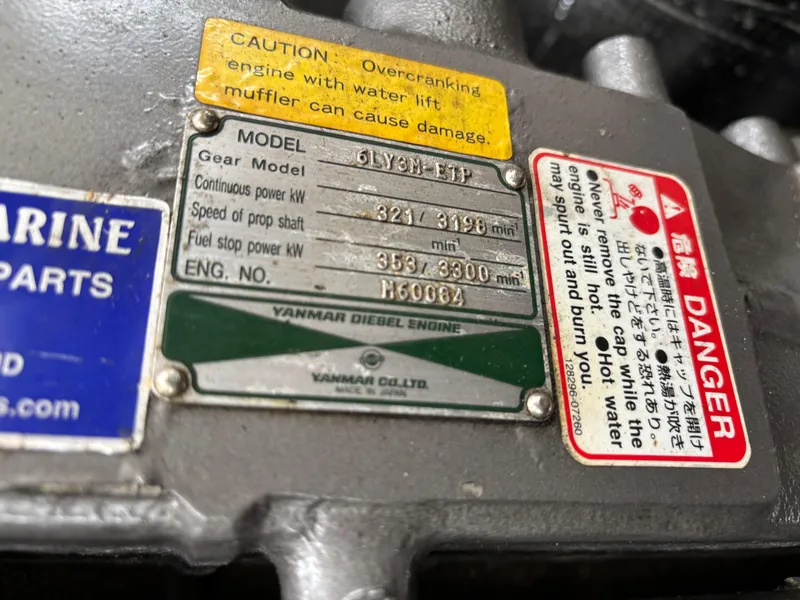 CAUTION : Overcranking
engine with water lift
muffler can cause damage.
MODEL 6LY3M-ETP
Gear Model
Continuous power kW 321/ 3198 min⁻¹
Speed of prop shaft min⁻¹
Fuel stop power kW 353/ 3300 min⁻¹
ENG. NO. M60084
YANMAR DIESEL ENGINE
YANMAR CO.,LTD.
MADE IN JAPAN
ARINE
PARTS
ND
s.com
危険 DANGER
●高温時にはキャップを開け
ないで下さい。●熱湯が吹き
出しやけどをする恐れあり。
●Never remove the cap while the
engine is still hot. ●Hot water
may spurt out and burn you.
128296-07260